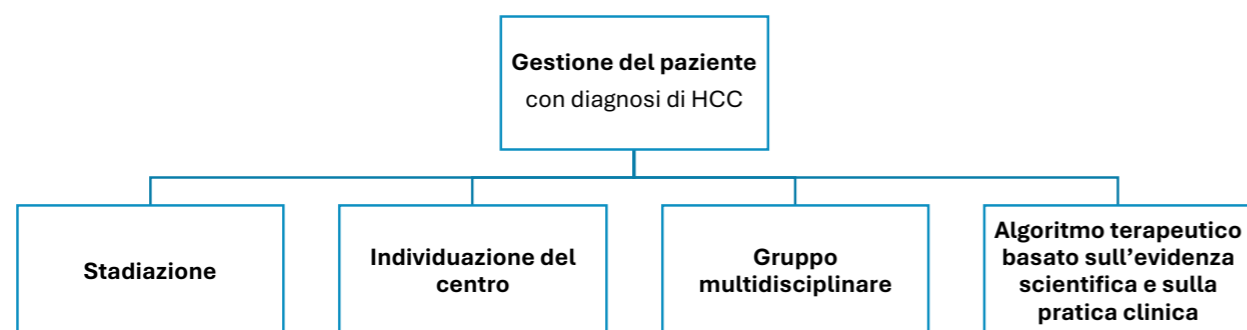 Gestione del paziente
con diagnosi di HCC
Stadiazione
Individuazione del
centro
Gruppo
multidisciplinare
Algoritmo terapeutico
basato sull’evidenza
scientifica e sulla
pratica clinica